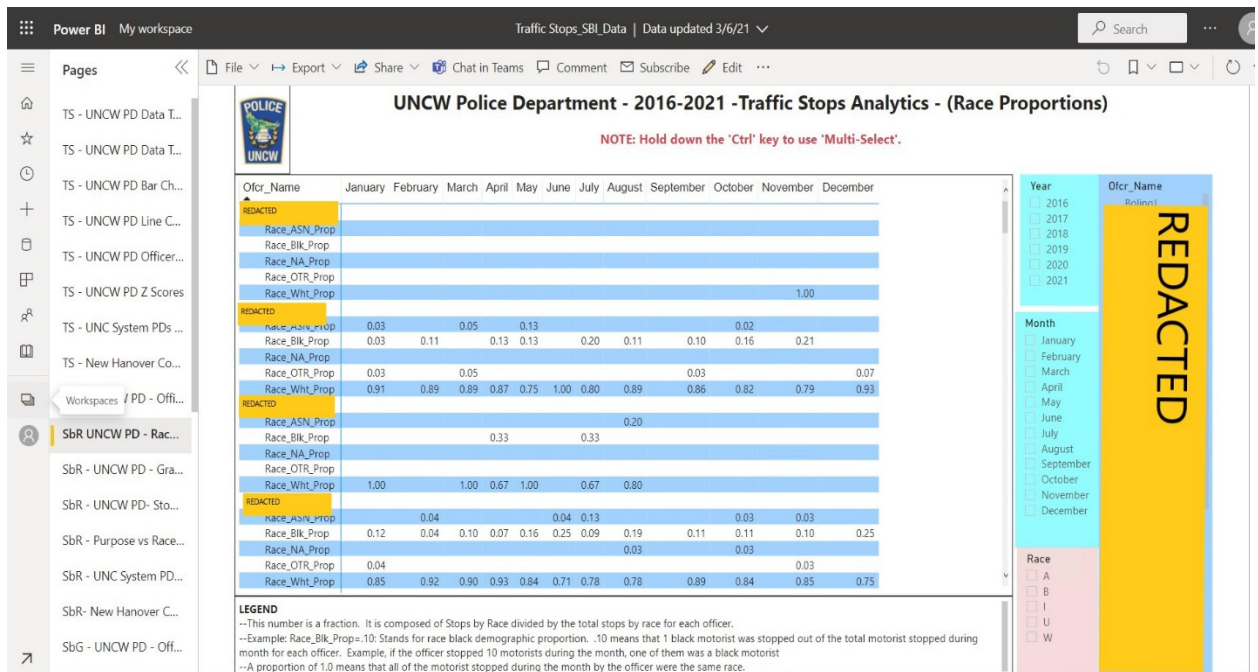 Power BI My workspace
Traffic Stops_SBI_Data | Data updated 3/6/21
Search
Pages
File Export Share Chat in Teams Comment Subscribe Edit
TS - UNCW PD Data T...
TS - UNCW PD Data T...
TS - UNCW PD Bar Ch...
TS - UNCW PD Line C...
TS - UNCW PD Officer...
TS - UNCW PD Z Scores
TS - UNC System PDs ...
TS - New Hanover Co...
Workspaces
PD - Offi...
SbR UNCW PD - Rac...
SbR - UNCW PD - Gra...
SbR - UNCW PD- Sto...
SbR - Purpose vs Race...
SbR - UNC System PD...
SbR- New Hanover C...
SbG - UNCW PD - Off...
POLICE
UNCW
UNCW Police Department - 2016-2021 -Traffic Stops Analytics - (Race Proportions)
NOTE: Hold down the 'Ctrl' key to use 'Multi-Select'.
Ofcr_Name January February March April May June July August September October November December
REDACTED
Race_ASN_Prop
Race_Blk_Prop
Race_NA_Prop
Race_OTR_Prop
Race_Wht_Prop 1.00
REDACTED
Race_ASN_Prop 0.03 0.05 0.13 0.02
Race_Blk_Prop 0.03 0.11 0.13 0.13 0.20 0.11 0.10 0.16 0.21
Race_NA_Prop
Race_OTR_Prop 0.03 0.05 0.03 0.07
Race_Wht_Prop 0.91 0.89 0.89 0.87 0.75 1.00 0.80 0.89 0.86 0.82 0.79 0.93
REDACTED
Race_ASN_Prop 0.20
Race_Blk_Prop 0.33 0.33
Race_NA_Prop
Race_OTR_Prop
Race_Wht_Prop 1.00 1.00 0.67 1.00 0.67 0.80
REDACTED
Race_ASN_Prop 0.04 0.04 0.13 0.03 0.03
Race_Blk_Prop 0.12 0.04 0.10 0.07 0.16 0.25 0.09 0.19 0.11 0.11 0.10 0.25
Race_NA_Prop 0.03 0.03
Race_OTR_Prop 0.04 0.03
Race_Wht_Prop 0.85 0.92 0.90 0.93 0.84 0.71 0.78 0.78 0.89 0.84 0.85 0.75
LEGEND
--This number is a fraction. It is composed of Stops by Race divided by the total stops by race for each officer.
--Example: Race_Blk_Prop=.10: Stands for race black demographic proportion. .10 means that 1 black motorist was stopped out of the total motorist stopped during
month for each officer. Example, if the officer stopped 10 motorists during the month, one of them was a black motorist
--A proportion of 1.0 means that all of the motorist stopped during the month by the officer were the same race.
Year
2016
2017
2018
2019
2020
2021
Month
January
February
March
April
May
June
July
August
September
October
November
December
Race
A
B
I
U
W
Ofcr_Name
REDACTED